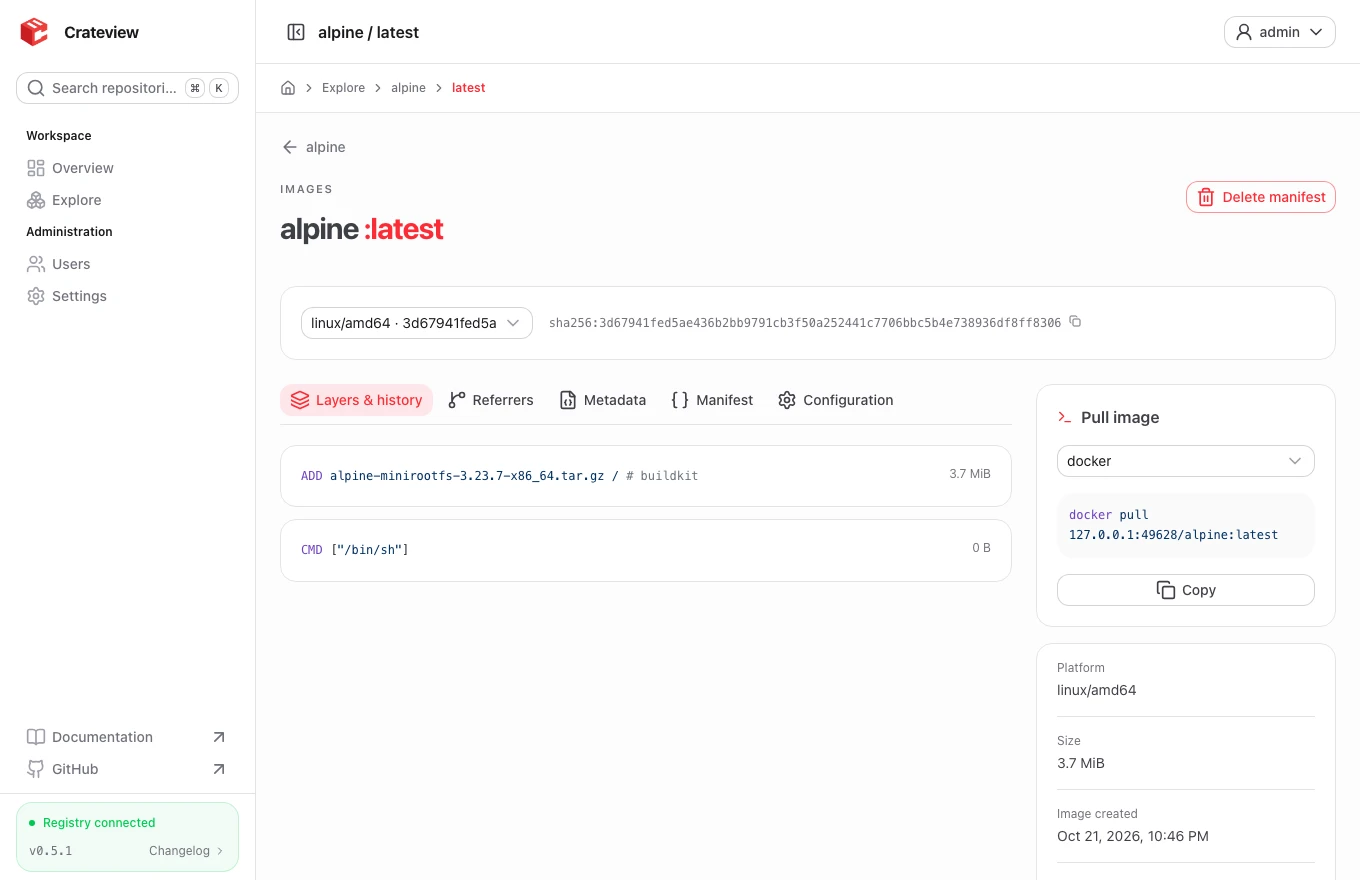 Crateview
Search repositori...
⌘ K
Workspace
Overview
Explore
Administration
Users
Settings
Documentation
GitHub
Registry connected
v0.5.1
Changelog
alpine / latest
admin
Explore
alpine
latest
alpine
IMAGES
alpine :latest
Delete manifest
linux/amd64 · 3d67941fed5a
sha256:3d67941fed5ae436b2bb9791cb3f50a252441c7706bbc5b4e738936df8ff8306
Layers & history
Referrers
Metadata
Manifest
Configuration
ADD alpine-minirootfs-3.23.7-x86_64.tar.gz / # buildkit
3.7 MiB
CMD ["/bin/sh"]
0 B
Pull image
docker
docker pull
127.0.0.1:49628/alpine:latest
Copy
Platform
linux/amd64
Size
3.7 MiB
Image created
Oct 21, 2026, 10:46 PM